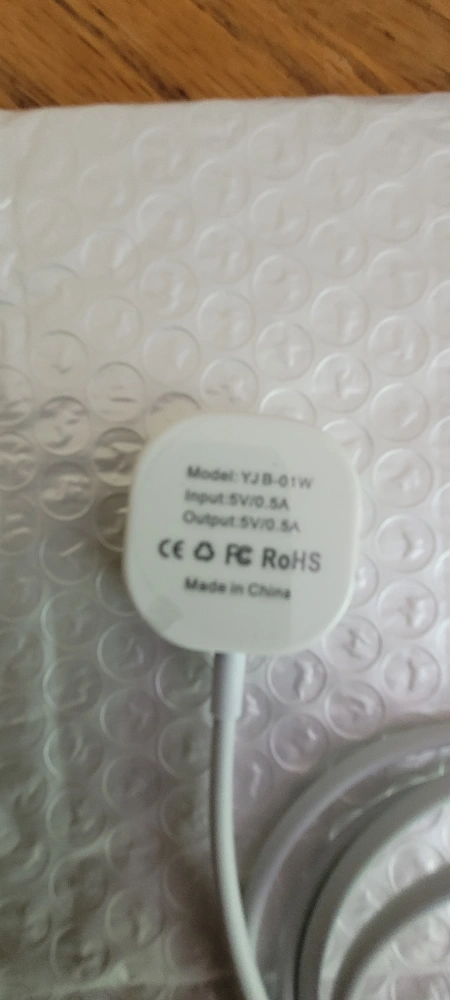 Model:YJB-01W
Input:5V/0.5A
Output:5V/0.5A
CE FC RoHS
Made in China